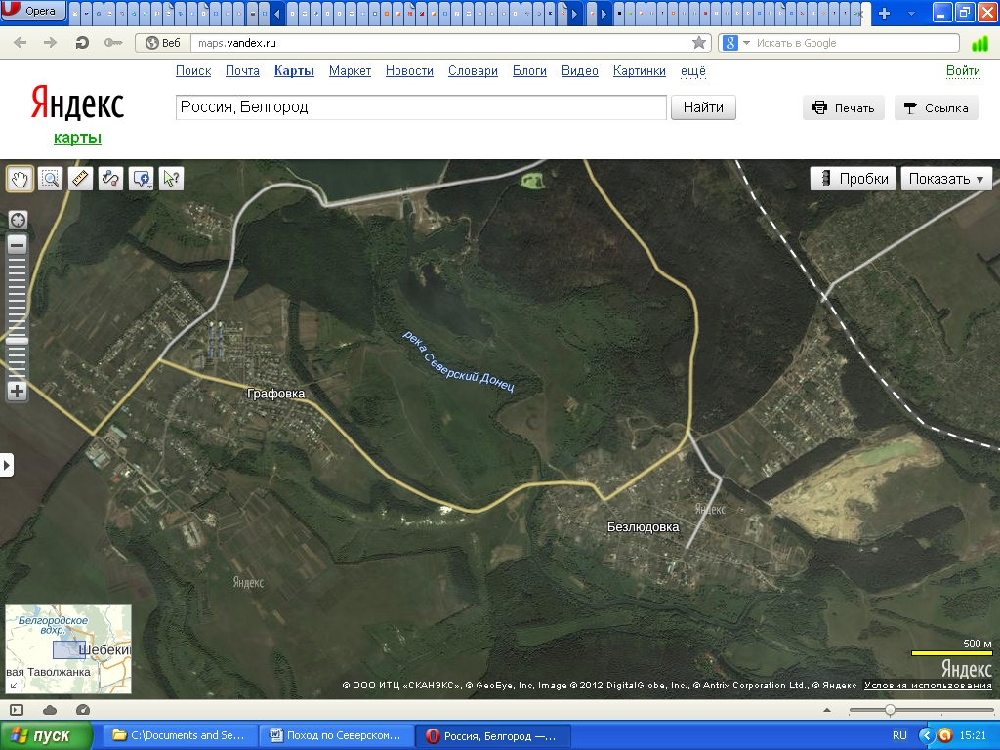 Opera
Веб
maps.yandex.ru
Искать в Google
Поиск Почта Карты Маркет Новости Словари Блоги Видео Картинки ещё
Войти
Яндекс
карты
Россия, Белгород
Найти
Печать
Ссылка
Пробки
Показать
река Северский Донец
Графовка
Безлюдовка
Яндекс
Яндекс
Белгородское
вдхр.
Шебеки
вая Таволжанка
500 м
Яндекс
© ООО ИТЦ «СКАНЭКС», © GeoEye, Inc, Image © 2012 DigitalGlobe, Inc., © Antrix Corporation Ltd., © Яндекс Условия использования
пуск
C:\Documents and Se...
Поход по Северском...
Россия, Белгород —...
RU
15:21